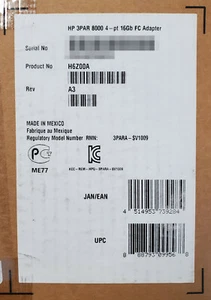 HP 3PAR 8000 4-pt 16Gb FC Adapter
Serial No
Product No H6Z00A
Rev A3
MADE IN MEXICO
Fabrique au Mexique
Regulatory Model Number RMN: 3PARA-SV1009
ME77
JAN/EAN
UPC